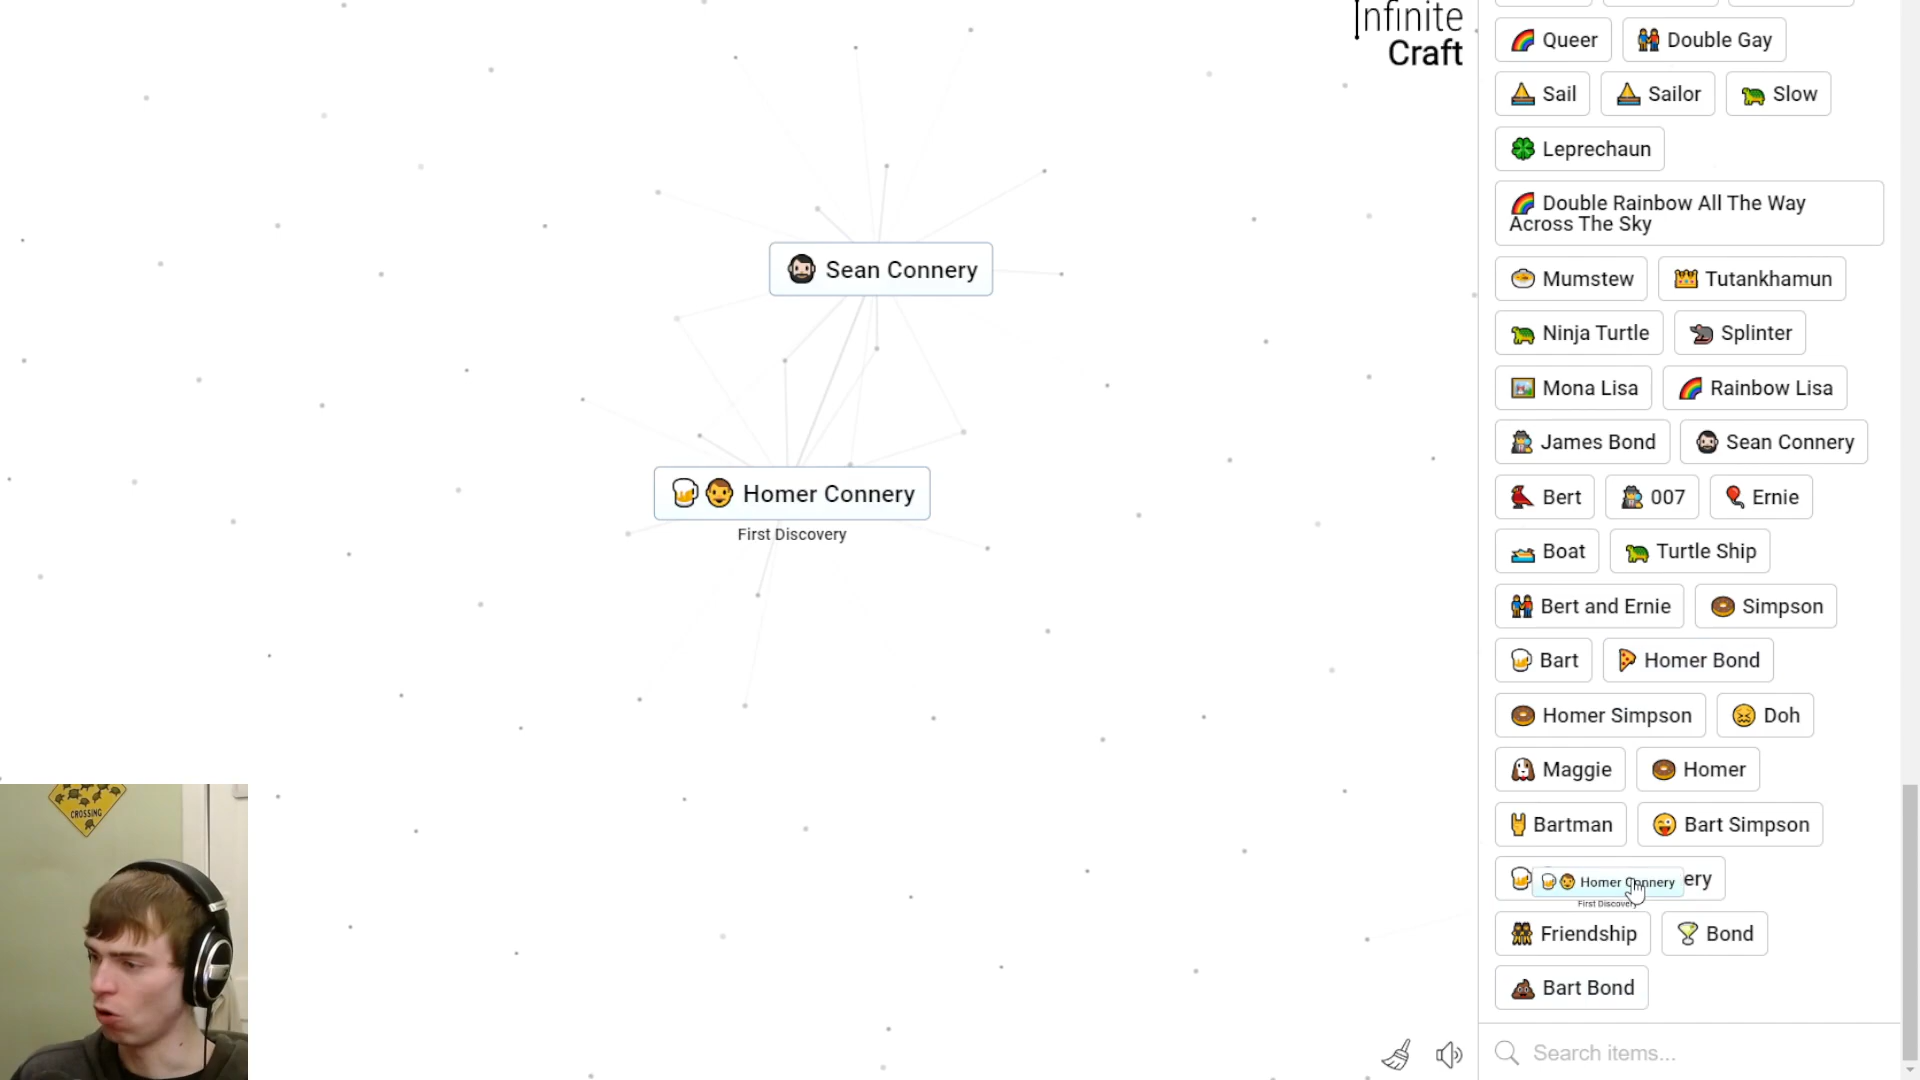 Infinite
Craft
Queer
Double Gay
Sail
Sailor
Slow
Leprechaun
Double Rainbow All The Way
Across The Sky
Mumstew
Tutankhamun
Ninja Turtle
Splinter
Mona Lisa
Rainbow Lisa
James Bond
Sean Connery
Bert
007
Ernie
Boat
Turtle Ship
Bert and Ernie
Simpson
Bart
Homer Bond
Homer Simpson
Doh
Maggie
Homer
Bartman
Bart Simpson
Homer Connery
First Discovery
ery
Friendship
Bond
Bart Bond
Search items...
Sean Connery
Homer Connery
First Discovery
CROSSING